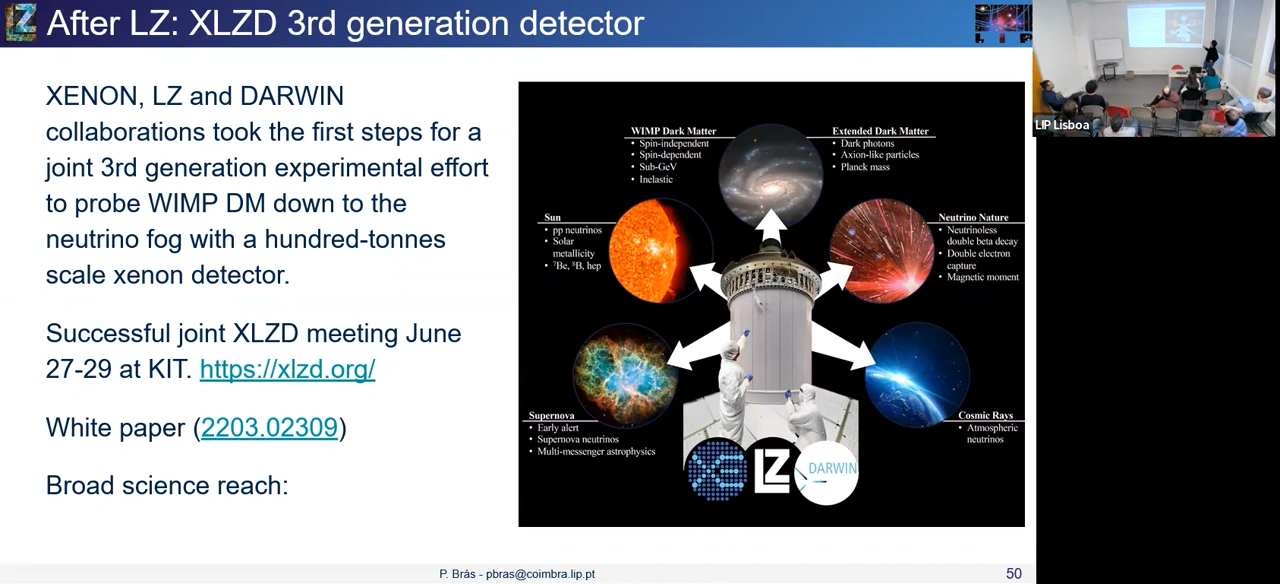 LZ After LZ: XLZD 3rd generation detector
XENON, LZ and DARWIN
collaborations took the first steps for a
joint 3rd generation experimental effort
to probe WIMP DM down to the
neutrino fog with a hundred-tonnes
scale xenon detector.
Successful joint XLZD meeting June
27-29 at KIT. https://xlzd.org/
White paper (2203.02309)
Broad science reach:
WIMP Dark Matter
• Spin-independent
• Spin-dependent
• Sub-GeV
• Inelastic
Extended Dark Matter
• Dark photons
• Axion-like particles
• Planck mass
Sun
• pp neutrinos
• Solar
metallicity
• ⁷Be, ⁸B, hep
Neutrino Nature
• Neutrinoless
double beta decay
• Double electron
capture
• Magnetic moment
Supernova
• Early alert
• Supernova neutrinos
• Multi-messenger astrophysics
Cosmic Rays
• Atmospheric
neutrinos
XE
LZ
DARWIN
P. Brás - pbras@coimbra.lip.pt
50
LIP Lisboa